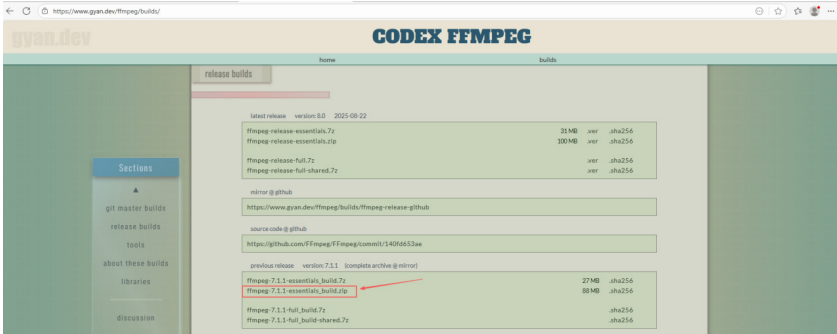 https://www.gyan.dev/ffmpeg/builds/
gyan.dev
CODEX FFMPEG
home builds
release builds
latest release version: 8.0 2025-08-22
ffmpeg-release-essentials.7z 31 MB .ver .sha256
ffmpeg-release-essentials.zip 100 MB .ver .sha256
ffmpeg-release-full.7z .ver .sha256
ffmpeg-release-full-shared.7z .ver .sha256
mirror @ github
https://www.gyan.dev/ffmpeg/builds/ffmpeg-release-github
source code @ github
https://github.com/FFmpeg/FFmpeg/commit/140fd653ae
previous release version: 7.1.1 (complete archive @ mirror)
ffmpeg-7.1.1-essentials_build.7z 27 MB .sha256
ffmpeg-7.1.1-essentials_build.zip 88 MB .sha256
ffmpeg-7.1.1-full_build.7z .sha256
ffmpeg-7.1.1-full_build-shared.7z .sha256
Sections
git master builds
release builds
tools
about these builds
libraries
discussion